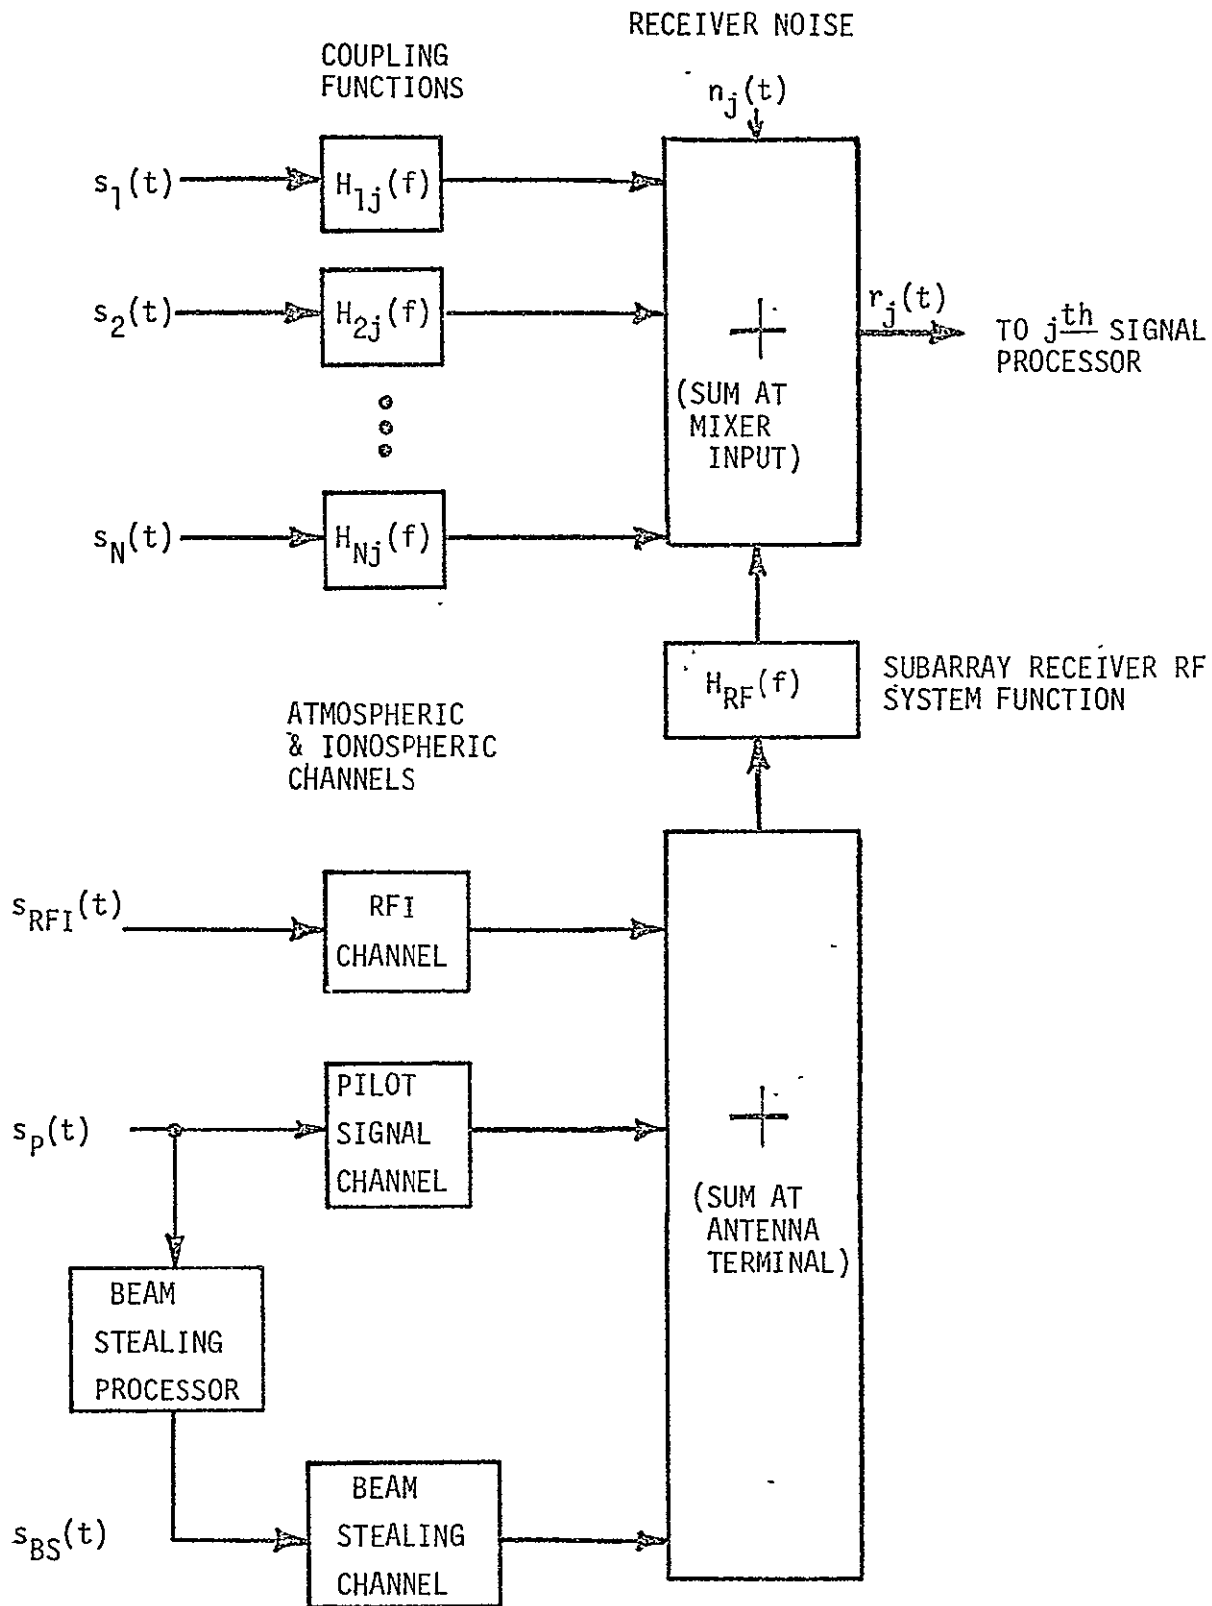 RECEIVER NOISE
n_j(t)
COUPLING
FUNCTIONS
s_1(t)
H_1j(f)
s_2(t)
H_2j(f)
s_N(t)
H_Nj(f)
+
(SUM AT
MIXER
INPUT)
r_j(t)
TO jth SIGNAL
PROCESSOR
H_RF(f)
SUBARRAY RECEIVER RF
SYSTEM FUNCTION
ATMOSPHERIC
& IONOSPHERIC
CHANNELS
s_RFI(t)
RFI
CHANNEL
s_P(t)
PILOT
SIGNAL
CHANNEL
+
(SUM AT
ANTENNA
TERMINAL)
BEAM
STEALING
PROCESSOR
s_BS(t)
BEAM
STEALING
CHANNEL